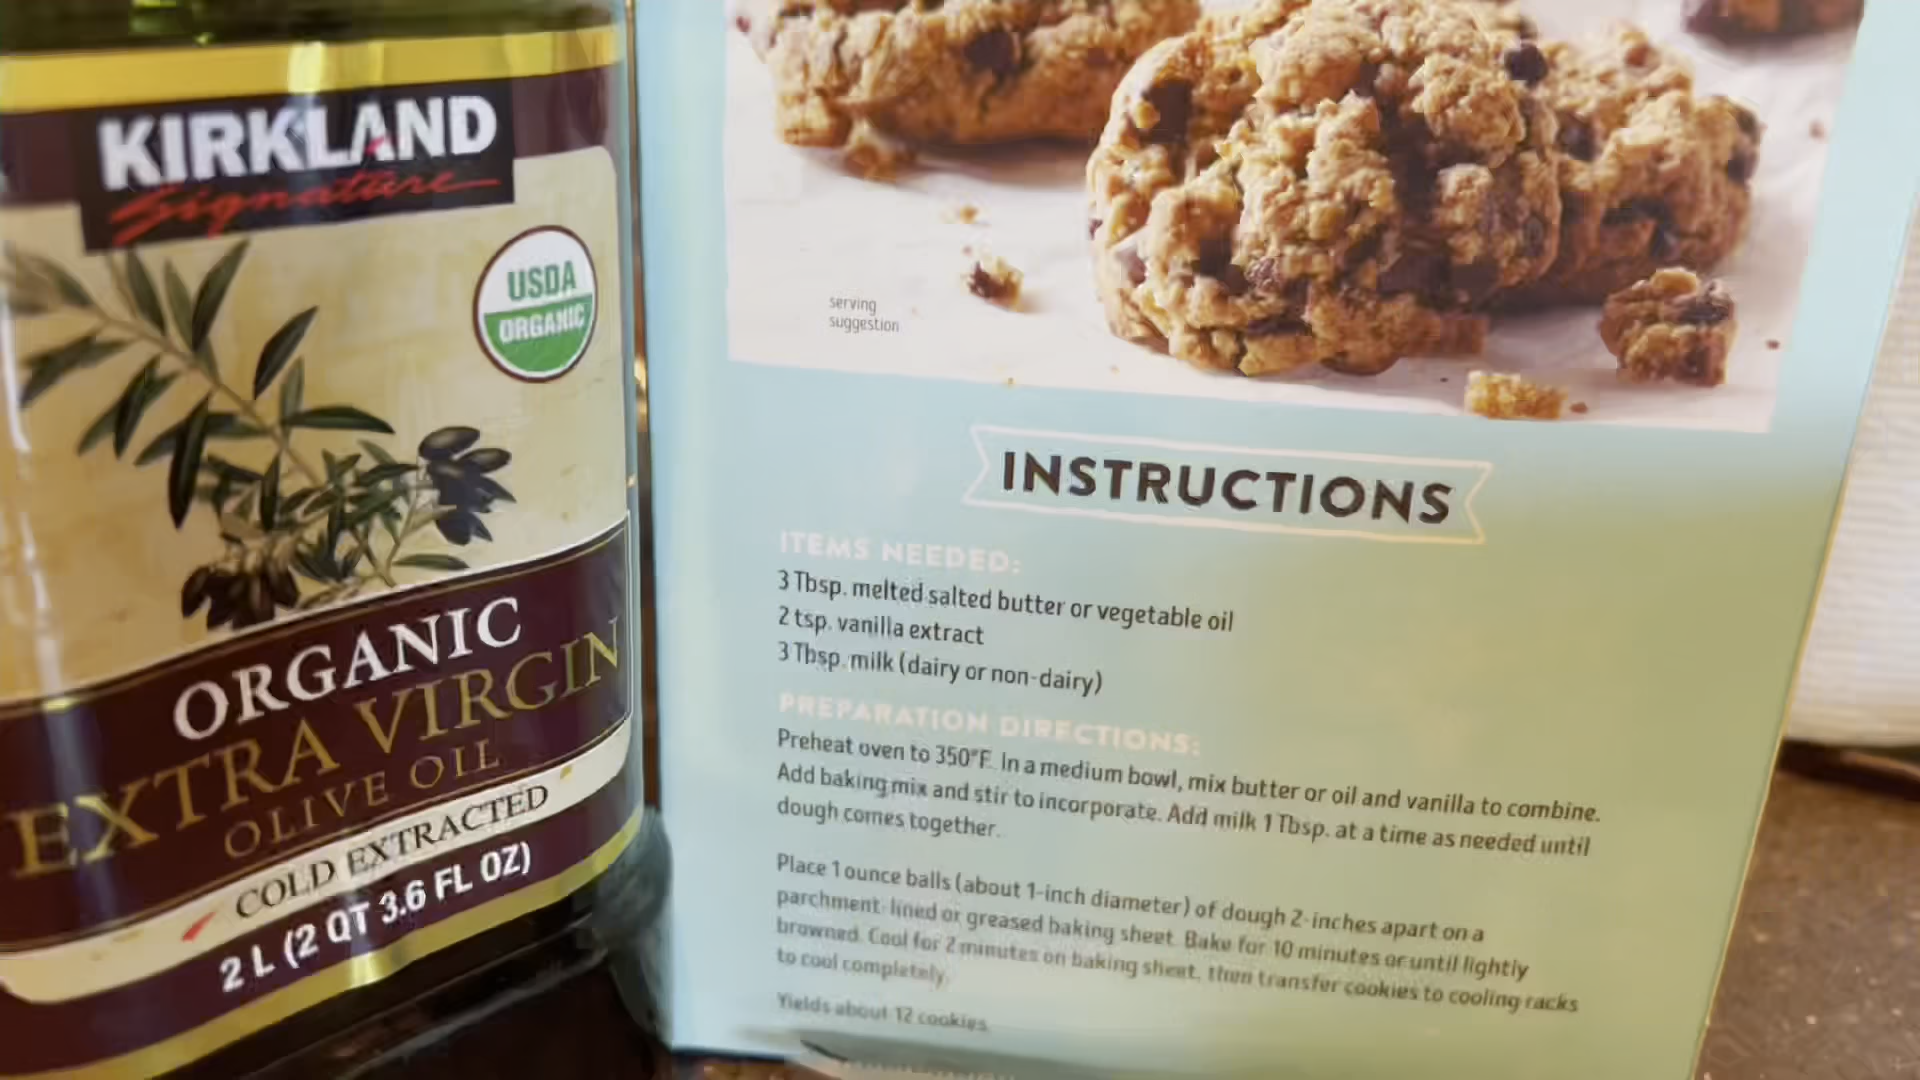 KIRKLAND
Signature
USDA
ORGANIC
ORGANIC
EXTRA VIRGIN
OLIVE OIL
COLD EXTRACTED
2 L (2 QT 3.6 FL OZ)
serving
suggestion
INSTRUCTIONS
ITEMS NEEDED:
3 Tbsp. melted salted butter or vegetable oil
2 tsp. vanilla extract
3 Tbsp. milk (dairy or non-dairy)
PREPARATION DIRECTIONS:
Preheat oven to 350°F. In a medium bowl, mix butter or oil and vanilla to combine.
Add baking mix and stir to incorporate. Add milk 1 Tbsp. at a time as needed until
dough comes together.
Place 1 ounce balls (about 1-inch diameter) of dough 2-inches apart on a
parchment-lined or greased baking sheet. Bake for 10 minutes or until lightly
browned. Cool for 2 minutes on baking sheet, then transfer cookies to cooling racks
to cool completely.
Yields about 12 cookies